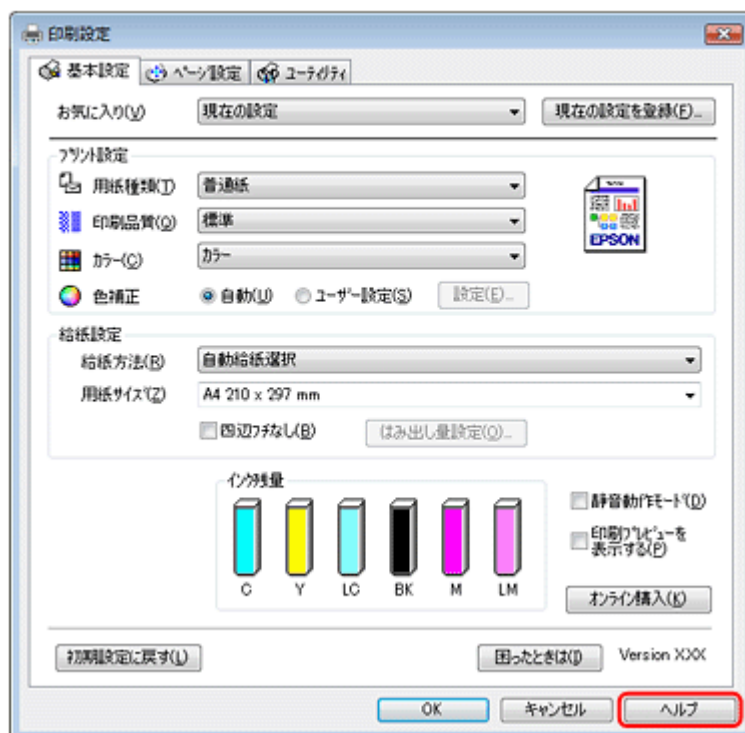 印刷設定
基本設定 ページ設定 ユーティリティ
お気に入り(V) 現在の設定 現在の設定を登録(F)...
プリント設定
用紙種類(T) 普通紙
印刷品質(Q) 標準
カラー(C) カラー
色補正 自動(U) ユーザー設定(S) 設定(E)...
EPSON
給紙設定
給紙方法(R) 自動給紙選択
用紙サイズ(Z) A4 210 x 297 mm
四辺フチなし(B) はみ出し量設定(O)...
インク残量
C Y LC BK M LM
静音動作モード(D)
印刷プレビューを
表示する(P)
オンライン購入(K)
初期設定に戻す(L) 困ったときは(I) Version XXX
OK キャンセル ヘルプ